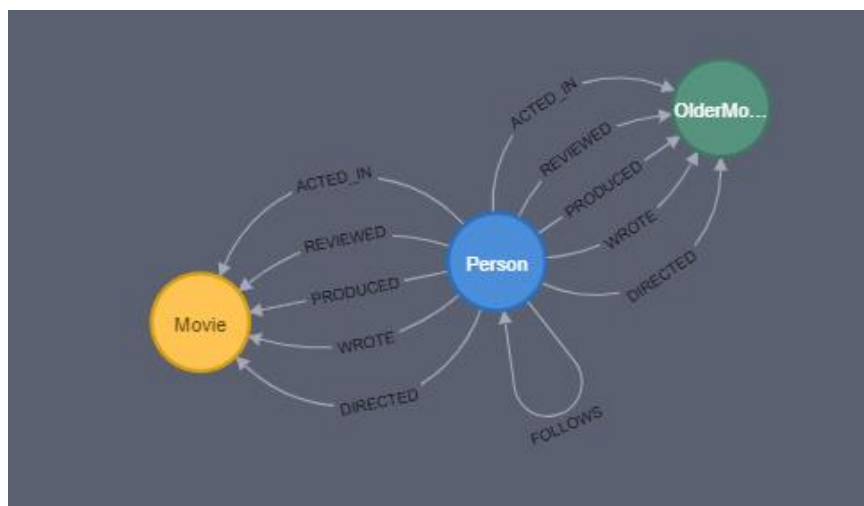 ACTED_IN
OlderMo...
REVIEWED
PRODUCED
WROTE
DIRECTED
ACTED_IN
REVIEWED
PRODUCED
WROTE
DIRECTED
Person
Movie
FOLLOWS